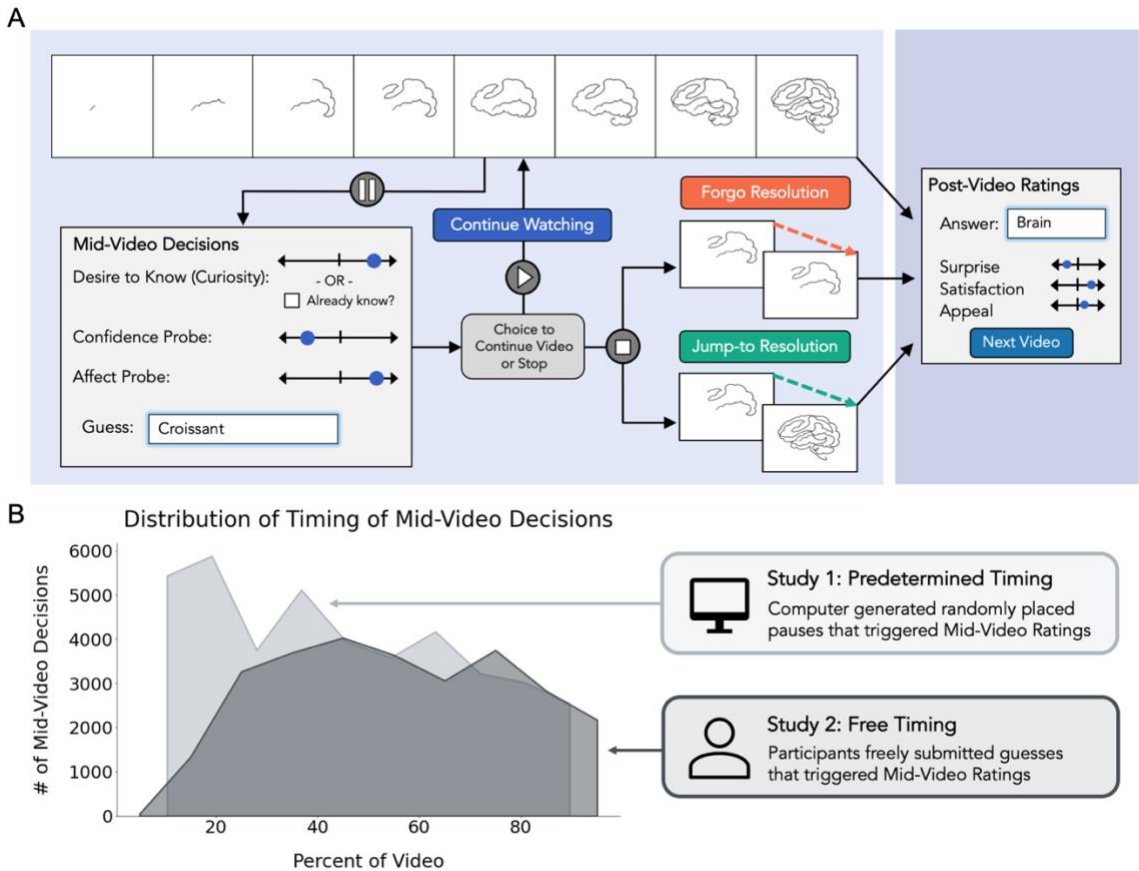 A
Mid-Video Decisions
Desire to Know (Curiosity):
- OR -
Already know?
Confidence Probe:
Affect Probe:
Guess: Croissant
Continue Watching
Choice to
Continue Video
or Stop
Forgo Resolution
Jump-to Resolution
Post-Video Ratings
Answer: Brain
Surprise
Satisfaction
Appeal
Next Video
B
Distribution of Timing of Mid-Video Decisions
# of Mid-Video Decisions
6000
5000
4000
3000
2000
1000
0
20 40 60 80
Percent of Video
Study 1: Predetermined Timing
Computer generated randomly placed
pauses that triggered Mid-Video Ratings
Study 2: Free Timing
Participants freely submitted guesses
that triggered Mid-Video Ratings